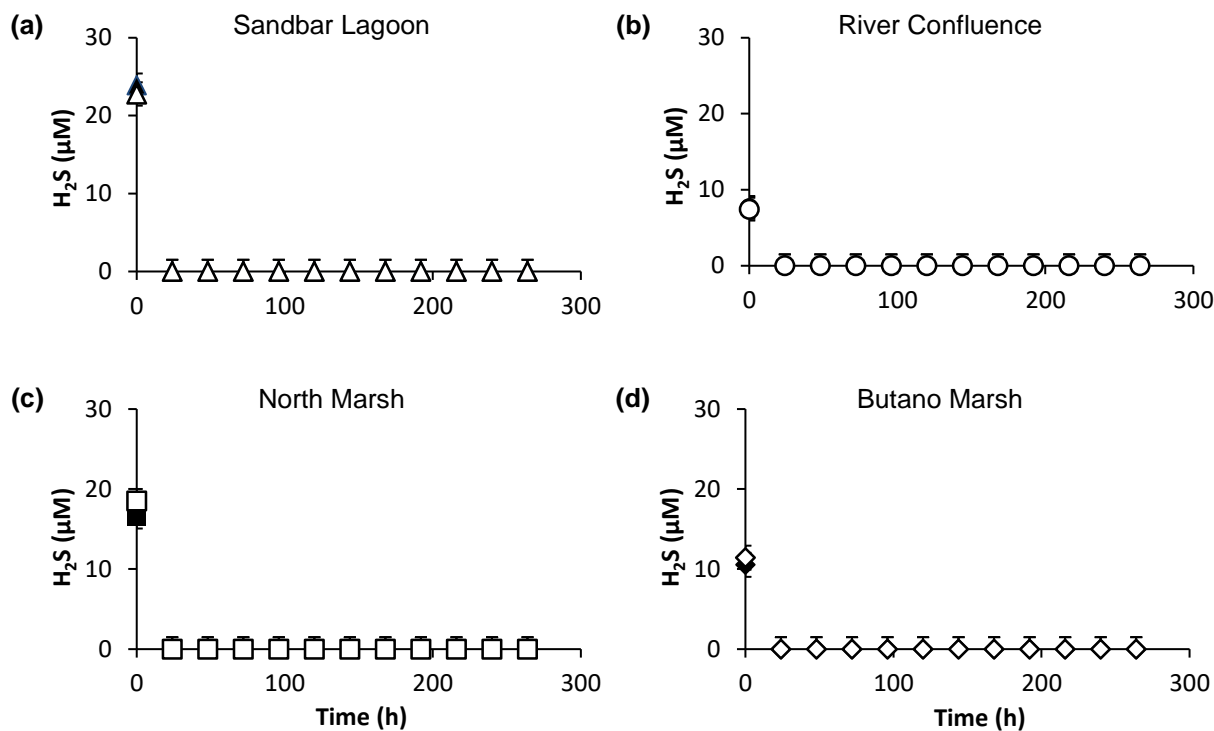 (a) Sandbar Lagoon
30
20
10
0
H₂S (µM)
0 100 200 300
(b) River Confluence
30
20
10
0
H₂S (µM)
0 100 200 300
(c) North Marsh
30
20
10
0
H₂S (µM)
0 100 200 300
Time (h)
(d) Butano Marsh
30
20
10
0
H₂S (µM)
0 100 200 300
Time (h)